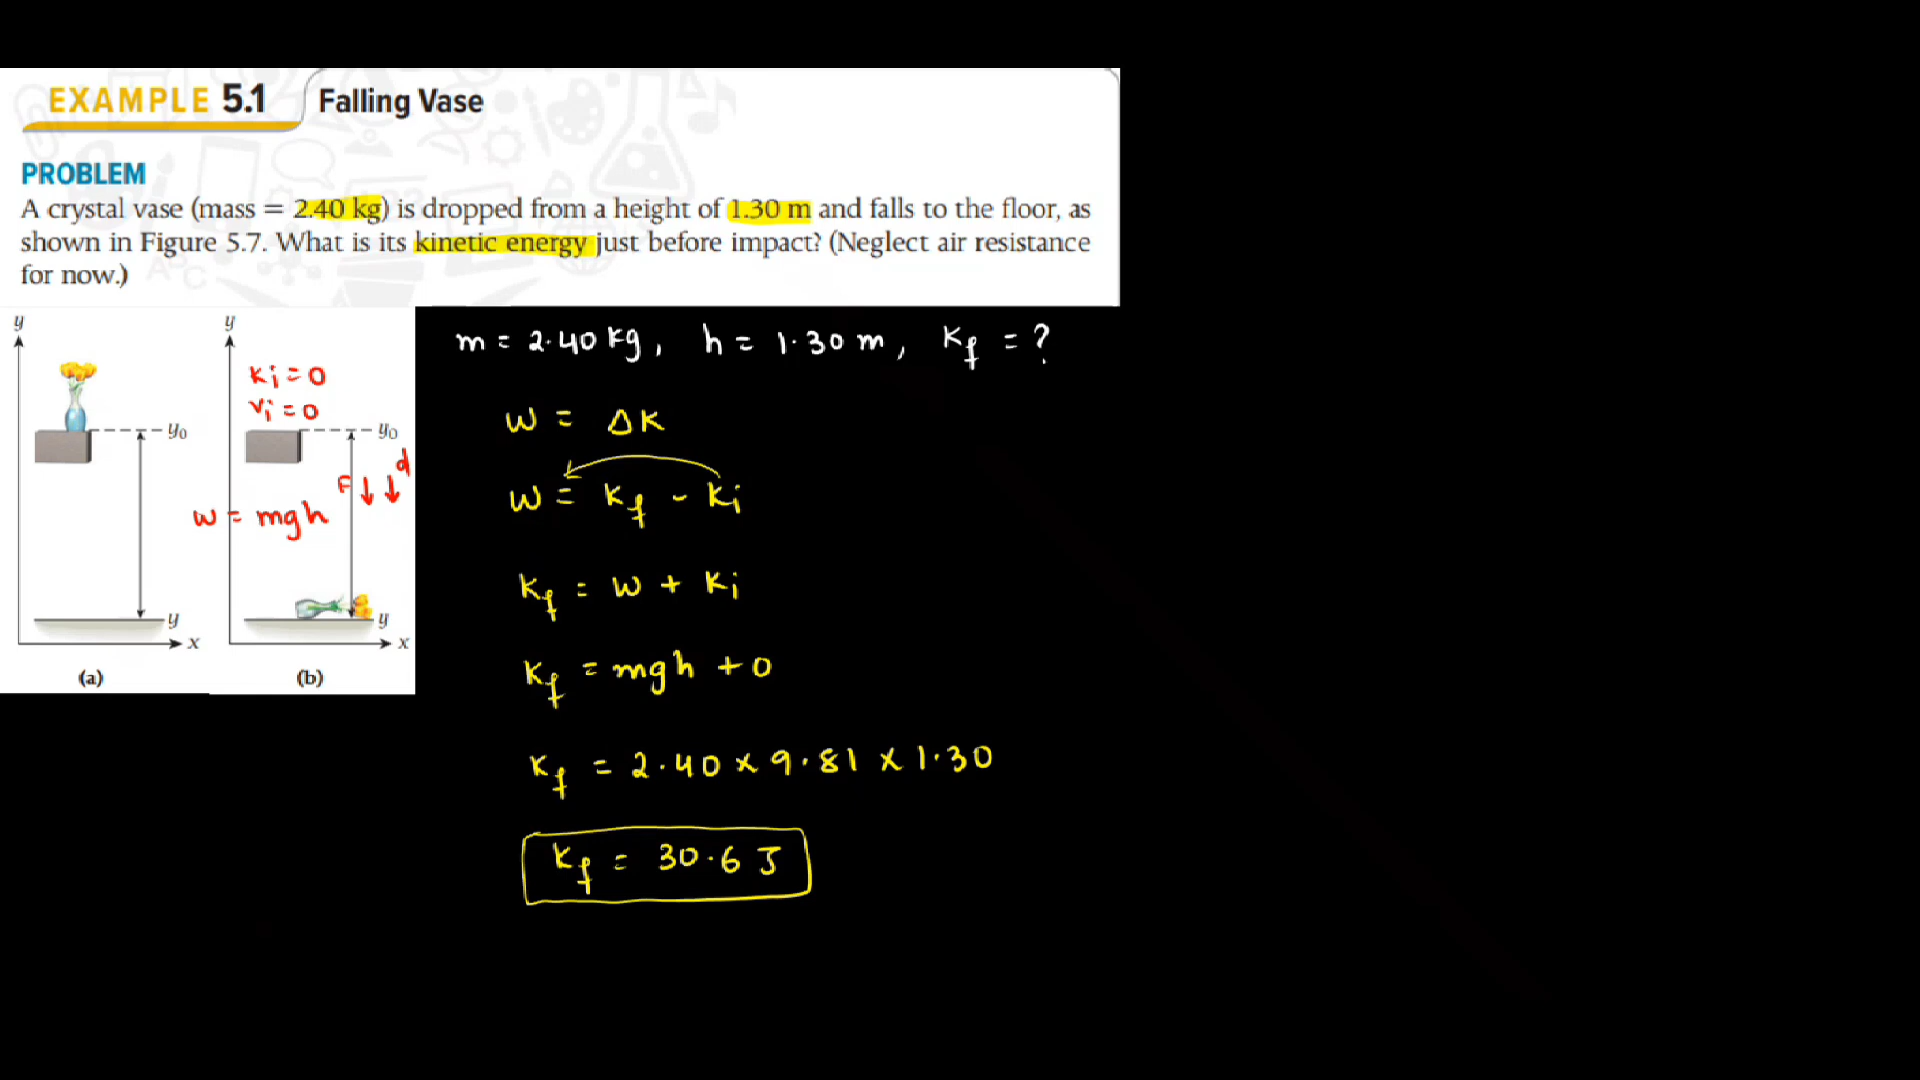 EXAMPLE 5.1 Falling Vase
PROBLEM
A crystal vase (mass = 2.40 kg) is dropped from a height of 1.30 m and falls to the floor, as
shown in Figure 5.7. What is its kinetic energy just before impact? (Neglect air resistance
for now.)
y
y₀
y
x
(a)
y
Ki = 0
Vi = 0
y₀
F d
W = mgh
y
x
(b)
m = 2.40 kg, h = 1.30 m, Kf = ?
W = ΔK
W = Kf - Ki
Kf = W + Ki
Kf = mgh + 0
Kf = 2.40 × 9.81 × 1.30
Kf = 30.6 J